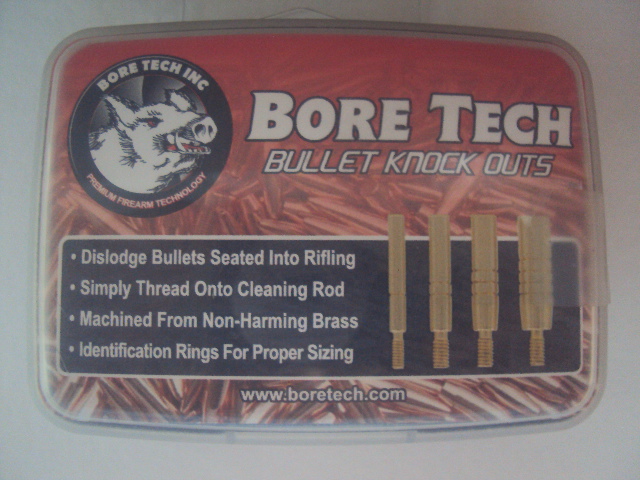 BORE TECH INC
PREMIUM FIREARM TECHNOLOGY
BORE TECH
BULLET KNOCK OUTS
• Dislodge Bullets Seated Into Rifling
• Simply Thread Onto Cleaning Rod
• Machined From Non-Harming Brass
• Identification Rings For Proper Sizing
www.boretech.com